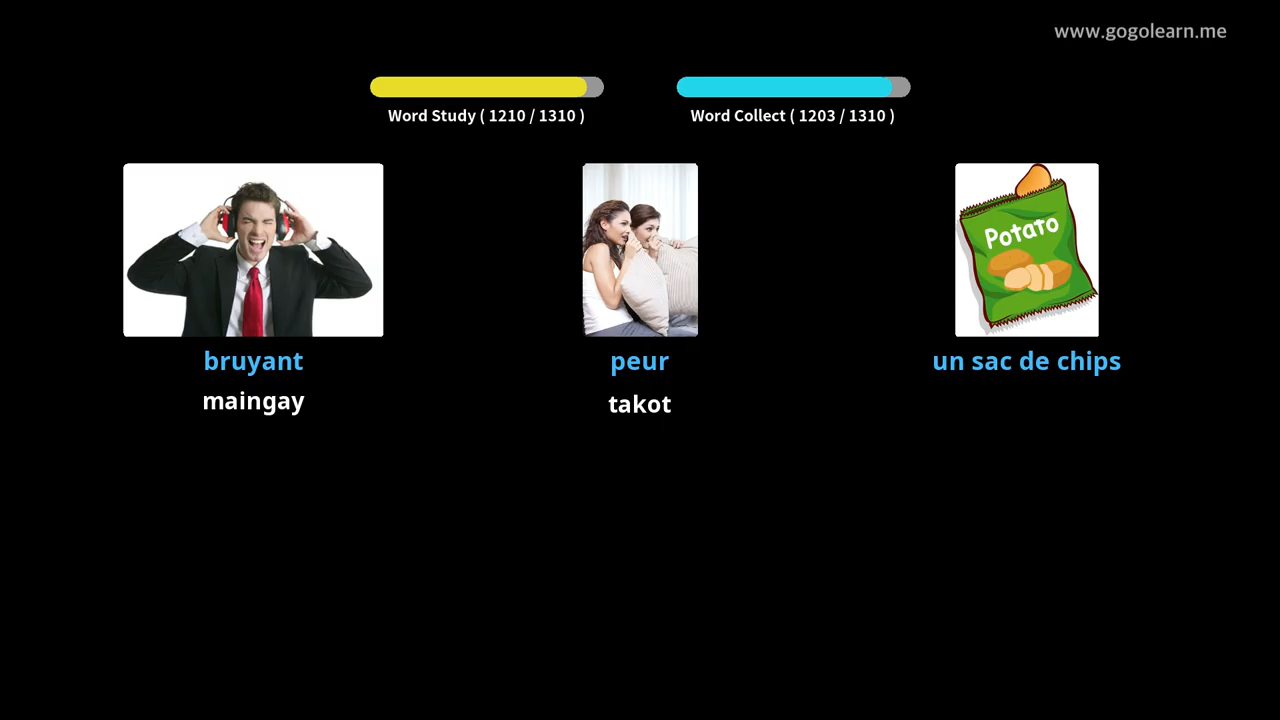 www.gogolearn.me
Word Study ( 1210 / 1310 )
Word Collect ( 1203 / 1310 )
Potato
bruyant
peur
un sac de chips
maingay
takot